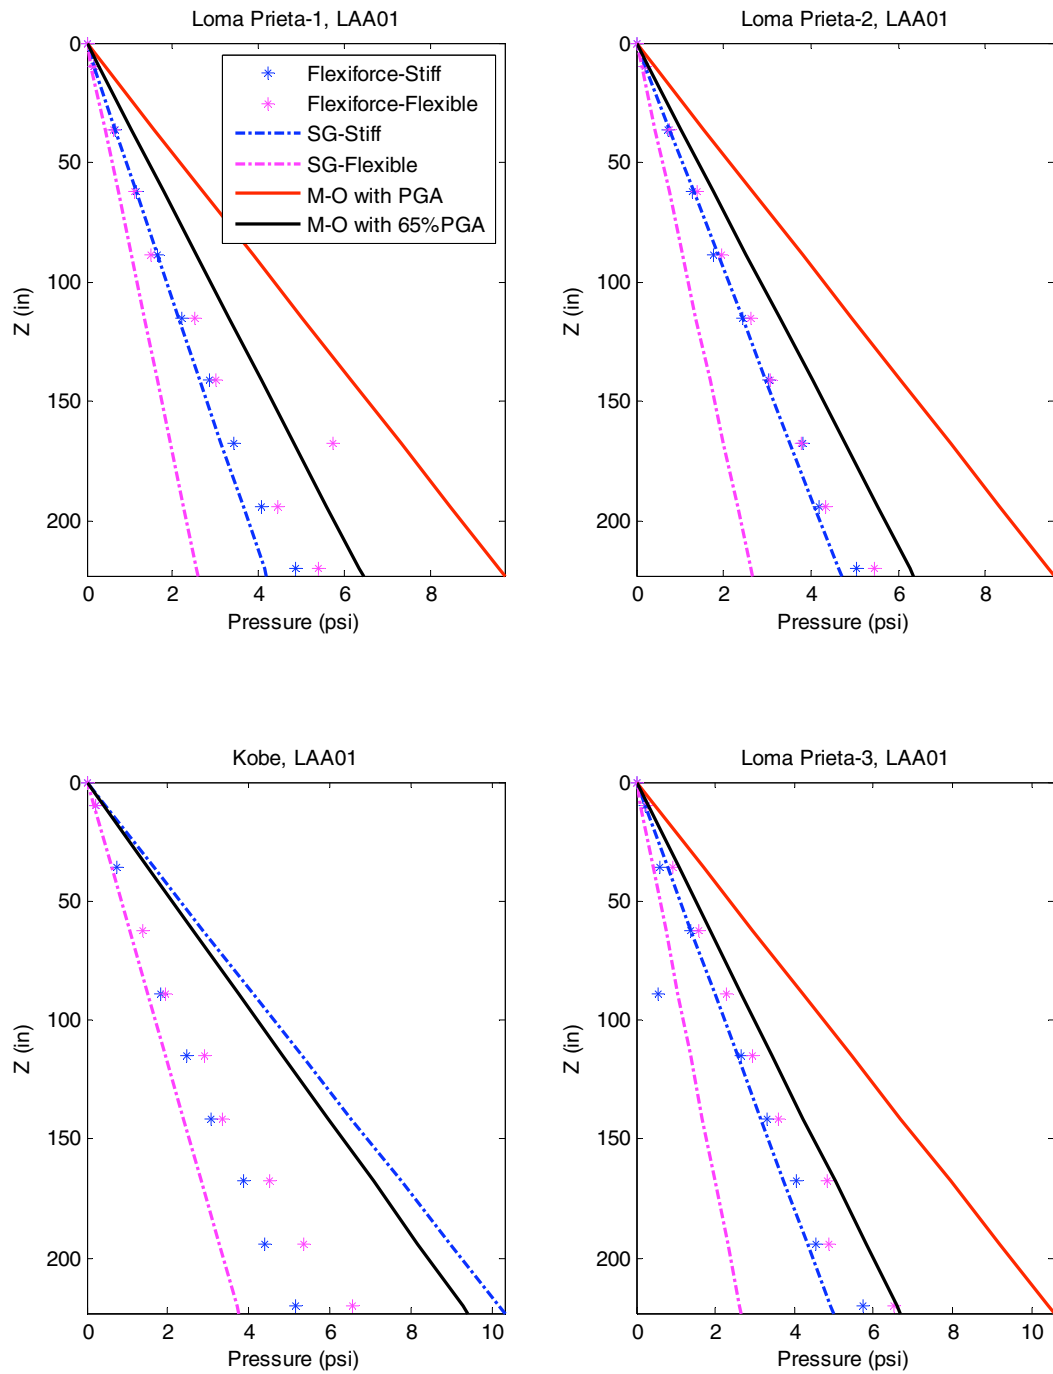 Loma Prieta-1, LAA01
0
50
100
150
200
Z (in)
Flexiforce-Stiff
Flexiforce-Flexible
SG-Stiff
SG-Flexible
M-O with PGA
M-O with 65%PGA
0 2 4 6 8
Pressure (psi)
Loma Prieta-2, LAA01
0
50
100
150
200
Z (in)
0 2 4 6 8
Pressure (psi)
Kobe, LAA01
0
50
100
150
200
Z (in)
0 2 4 6 8 10
Pressure (psi)
Loma Prieta-3, LAA01
0
50
100
150
200
Z (in)
0 2 4 6 8 10
Pressure (psi)